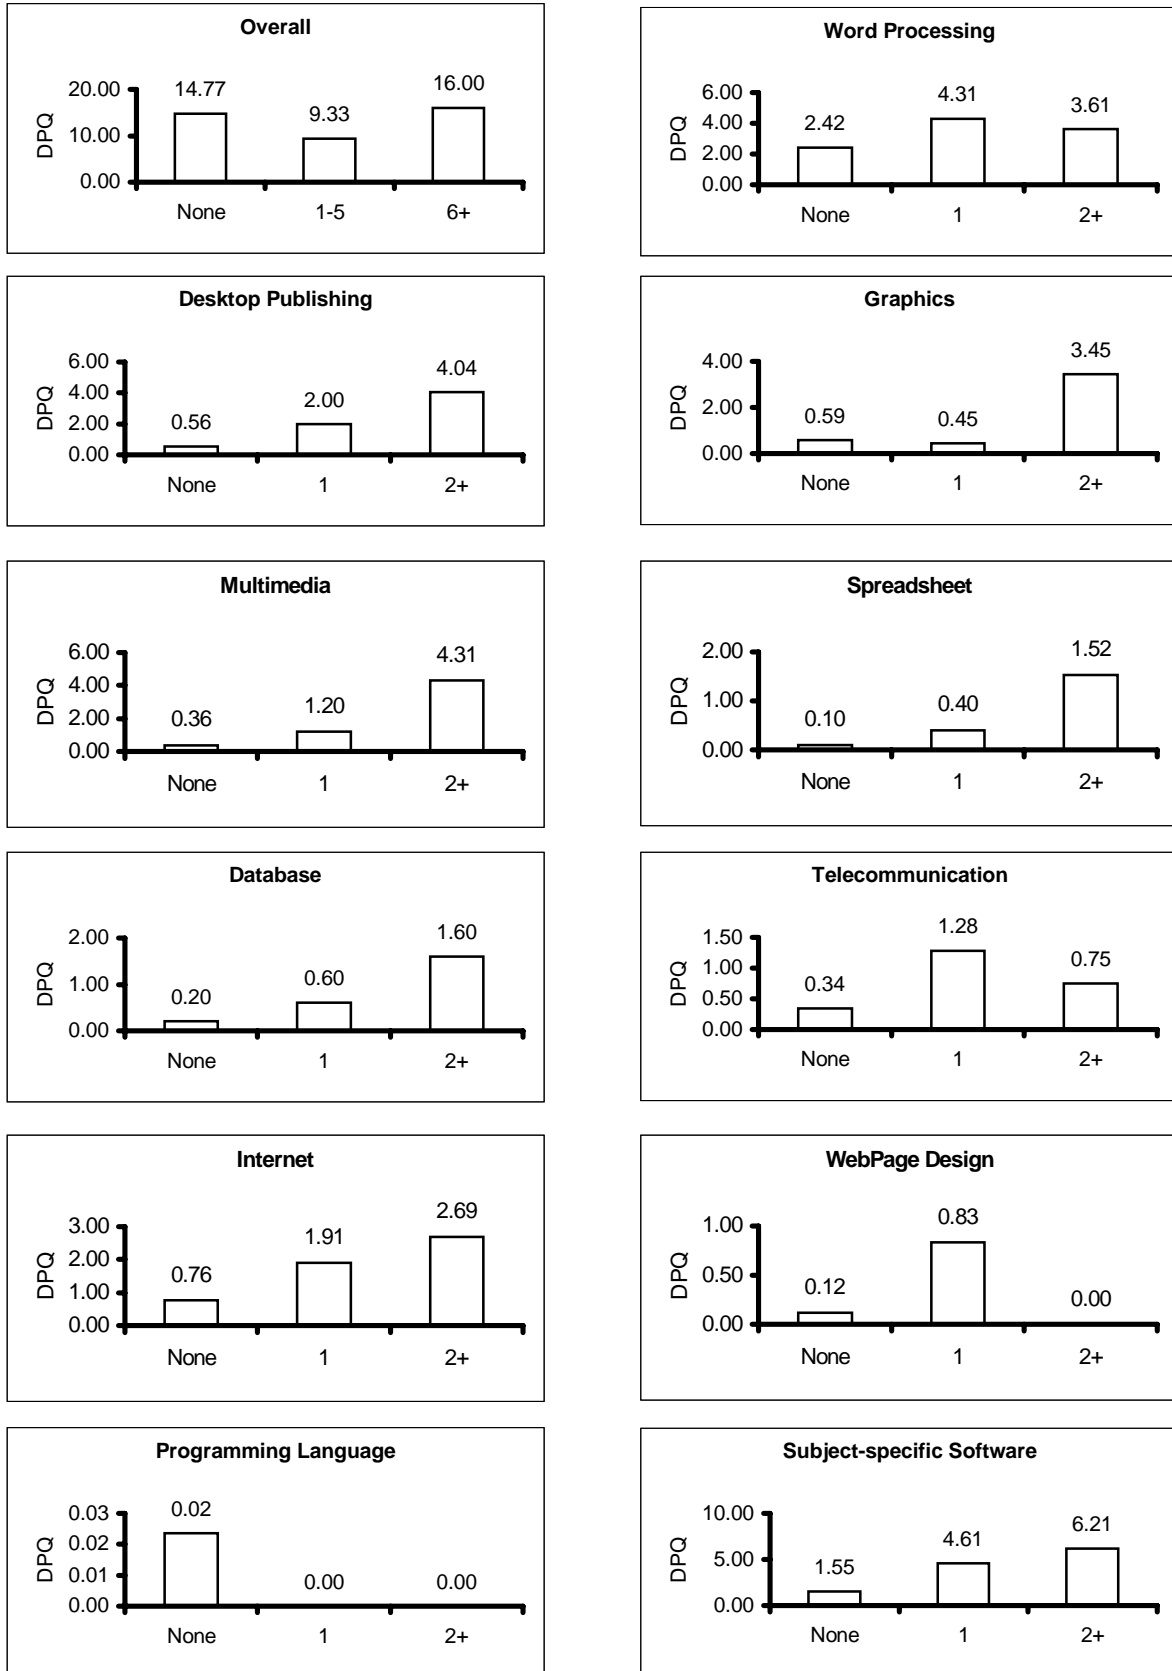 Overall
20.00
10.00
0.00
DPQ
14.77
9.33
16.00
None 1-5 6+
Word Processing
6.00
4.00
2.00
0.00
DPQ
2.42
4.31
3.61
None 1 2+
Desktop Publishing
6.00
4.00
2.00
0.00
DPQ
0.56
2.00
4.04
None 1 2+
Graphics
4.00
2.00
0.00
DPQ
0.59
0.45
3.45
None 1 2+
Multimedia
6.00
4.00
2.00
0.00
DPQ
0.36
1.20
4.31
None 1 2+
Spreadsheet
2.00
1.00
0.00
DPQ
0.10
0.40
1.52
None 1 2+
Database
2.00
1.00
0.00
DPQ
0.20
0.60
1.60
None 1 2+
Telecommunication
1.50
1.00
0.50
0.00
DPQ
0.34
1.28
0.75
None 1 2+
Internet
3.00
2.00
1.00
0.00
DPQ
0.76
1.91
2.69
None 1 2+
WebPage Design
1.00
0.50
0.00
DPQ
0.12
0.83
0.00
None 1 2+
Programming Language
0.03
0.02
0.01
0.00
DPQ
0.02
0.00
0.00
None 1 2+
Subject-specific Software
10.00
5.00
0.00
DPQ
1.55
4.61
6.21
None 1 2+